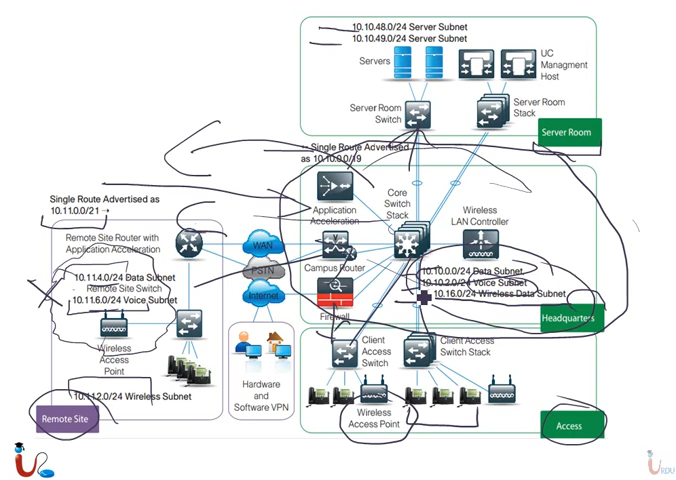 10.10.48.0/24 Server Subnet
10.10.49.0/24 Server Subnet
Servers
UC
Managment
Host
Server Room
Switch
Server Room
Stack
Server Room
Single Route Advertised
as 10.10.0.0/19
Single Route Advertised as
10.11.0.0/21
Application
Acceleration
Core
Switch
Stack
Wireless
LAN Controller
Remote Site Router with
Application Acceleration
WAN
PSTN
Internet
Campus Router
Firewall
10.10.0.0/24 Data Subnet
10.10.2.0/24 Voice Subnet
10.16.0/24 Wireless Data Subnet
Headquarters
10.11.4.0/24 Data Subnet
Remote Site Switch
10.11.6.0/24 Voice Subnet
Wireless
Access
Point
10.11.2.0/24 Wireless Subnet
Remote Site
Hardware
and
Software VPN
Client
Access
Switch
Client Access
Switch Stack
Wireless
Access Point
Access
URDU